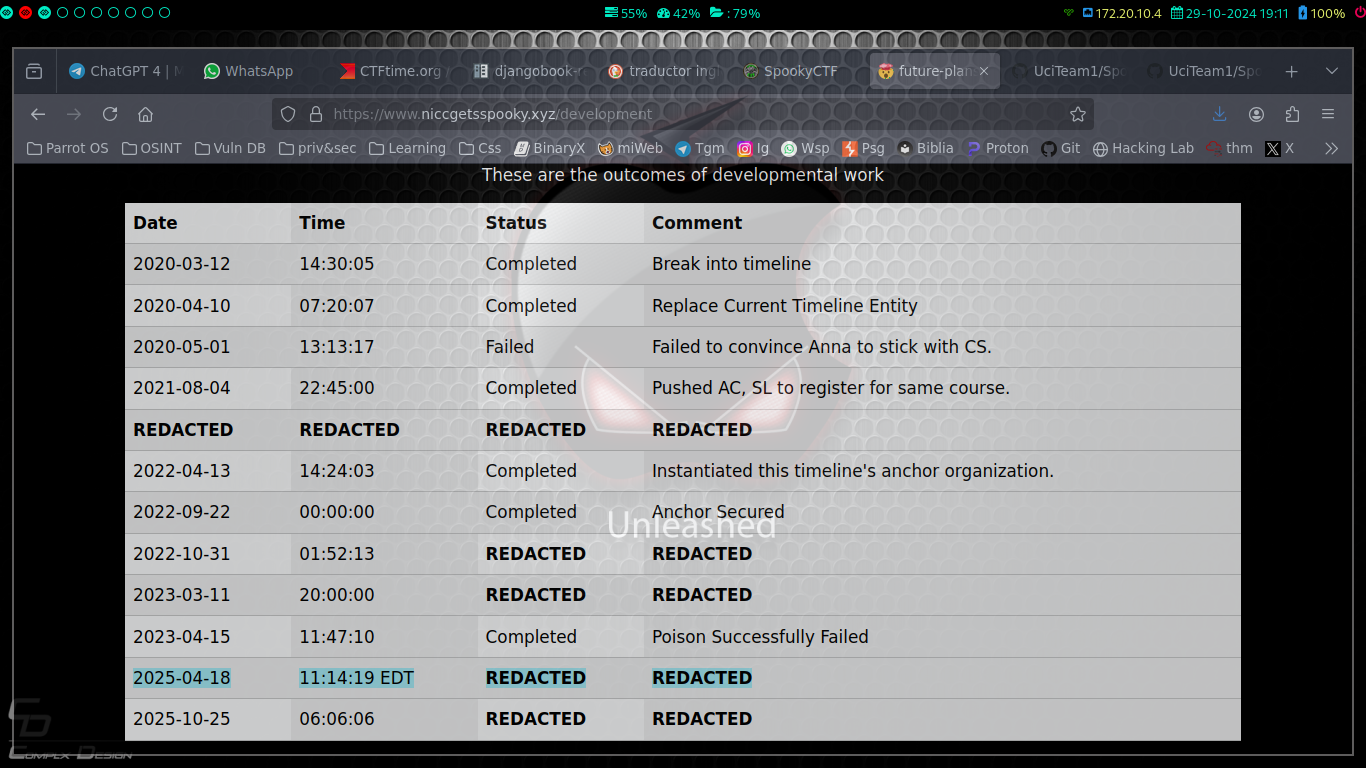 55% 42% : 79% 172.20.10.4 29-10-2024 19:11 100%
ChatGPT 4 | WhatsApp CTFtime.org djangobook- traductor ingl SpookyCTF future-plan UciTeam1/Spo UciTeam1/Spo
https://www.niccgetsspooky.xyz/development
Parrot OS OSINT Vuln DB priv&sec Learning Css BinaryX miWeb Tgm Ig Wsp Psg Biblia Proton Git Hacking Lab thm X
These are the outcomes of developmental work
Date Time Status Comment
2020-03-12 14:30:05 Completed Break into timeline
2020-04-10 07:20:07 Completed Replace Current Timeline Entity
2020-05-01 13:13:17 Failed Failed to convince Anna to stick with CS.
2021-08-04 22:45:00 Completed Pushed AC, SL to register for same course.
REDACTED REDACTED REDACTED REDACTED
2022-04-13 14:24:03 Completed Instantiated this timeline's anchor organization.
2022-09-22 00:00:00 Completed Anchor Secured
Unleashed
2022-10-31 01:52:13 REDACTED REDACTED
2023-03-11 20:00:00 REDACTED REDACTED
2023-04-15 11:47:10 Completed Poison Successfully Failed
2025-04-18 11:14:19 EDT REDACTED REDACTED
2025-10-25 06:06:06 REDACTED REDACTED
CD
COMPLX DESIGN